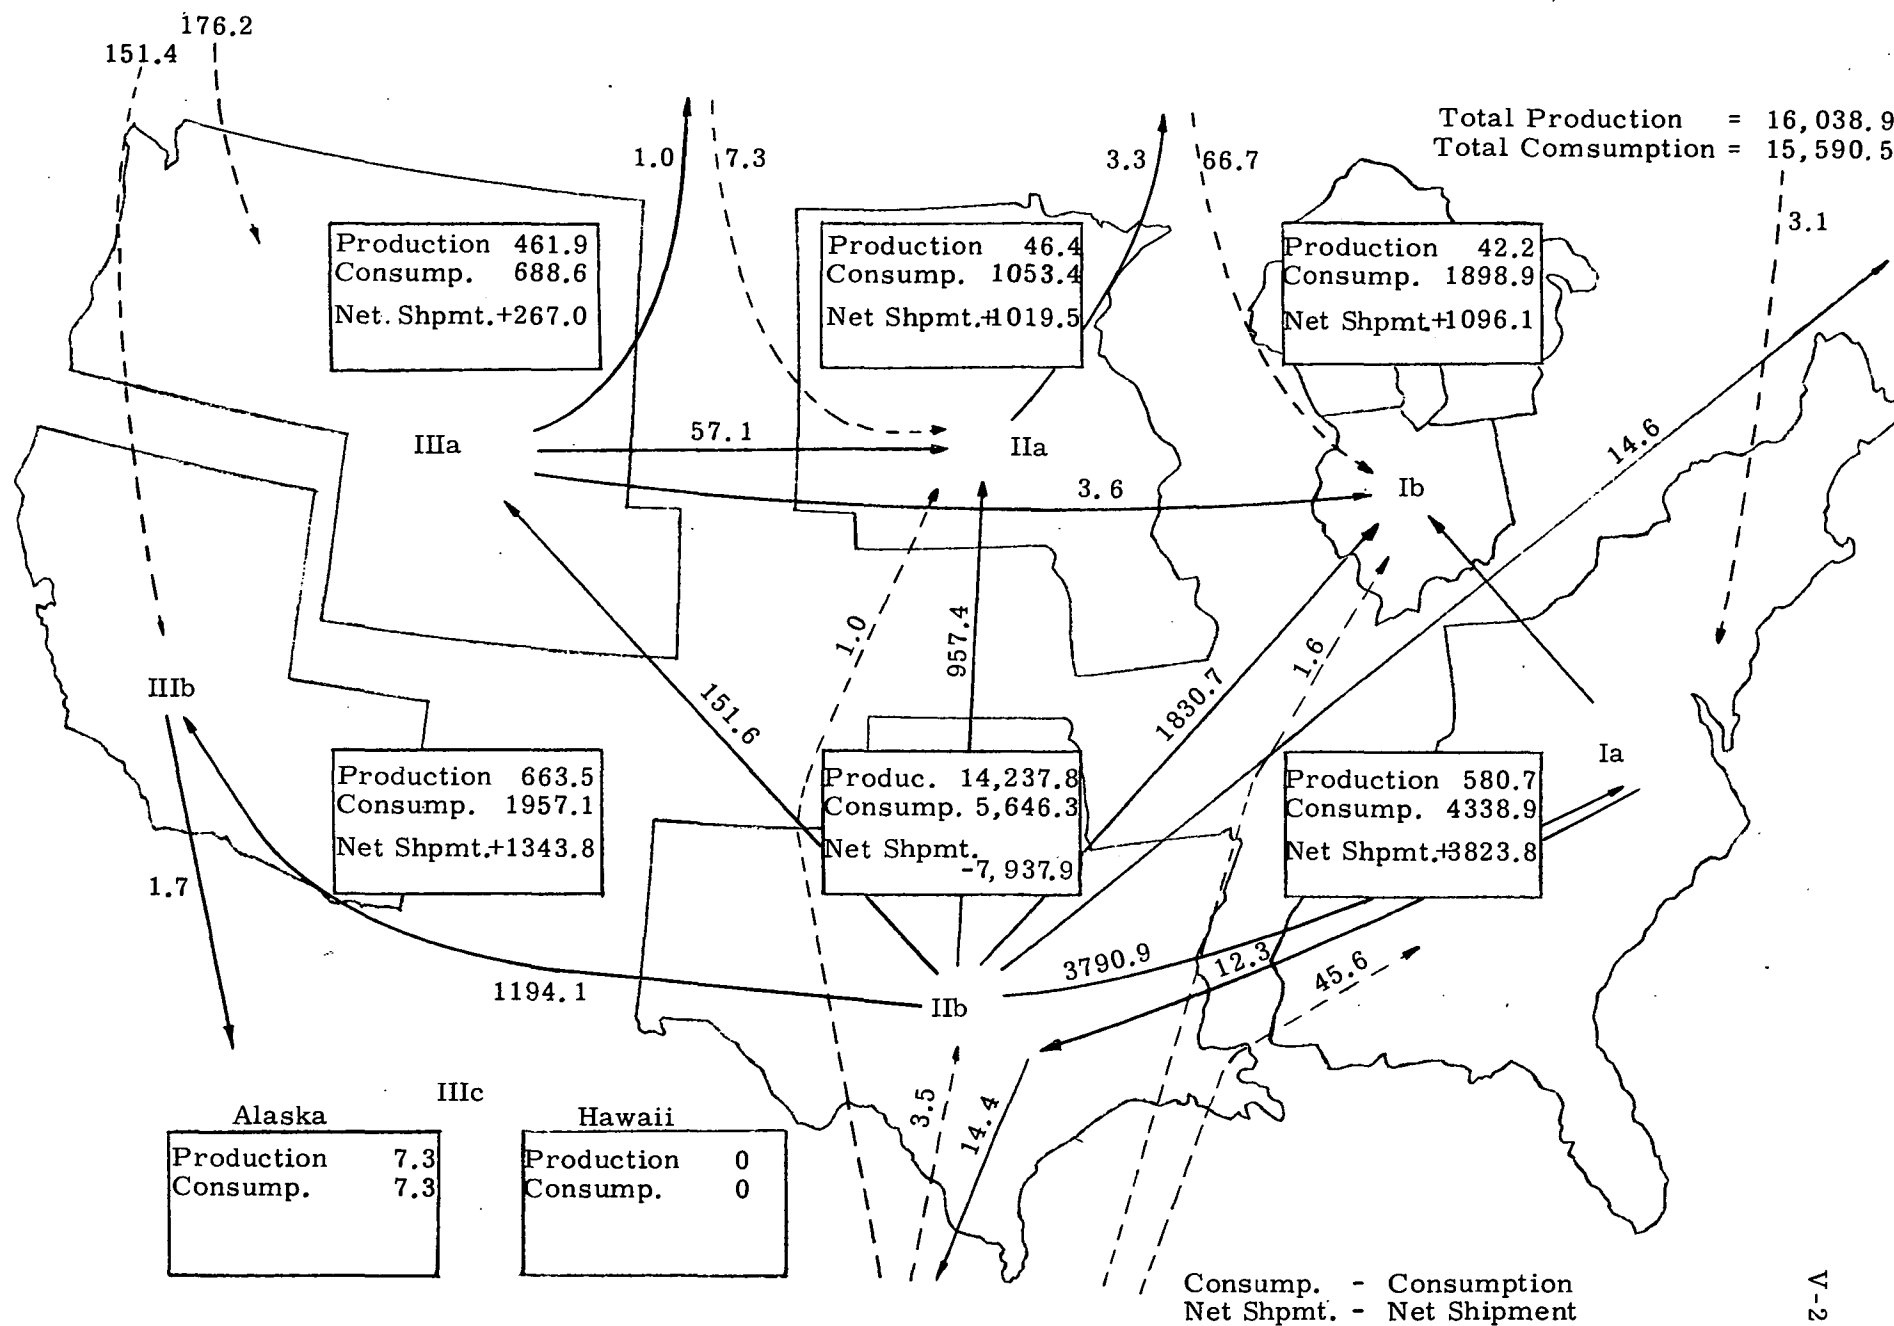 176.2
151.4
Total Production = 16,038.9
Total Comsumption = 15,590.5
1.0
7.3
3.3
66.7
3.1
Production 461.9
Consump. 688.6
Net. Shpmt.+267.0
Production 46.4
Consump. 1053.4
Net Shpmt.+1019.5
Production 42.2
Consump. 1898.9
Net Shpmt.+1096.1
IIIa
57.1
IIa
3.6
Ib
14.6
1.0
957.4
1.6
IIIb
151.6
1830.7
Ia
Production 663.5
Consump. 1957.1
Net Shpmt.+1343.8
Produc. 14,237.8
Consump. 5,646.3
Net Shpmt.
-7,937.9
Production 580.7
Consump. 4338.9
Net Shpmt.+3823.8
1.7
1194.1
IIb
3790.9
12.3
45.6
3.5
14.4
IIIc
Alaska
Production 7.3
Consump. 7.3
Hawaii
Production 0
Consump. 0
Consump. - Consumption
Net Shpmt. - Net Shipment
V-2